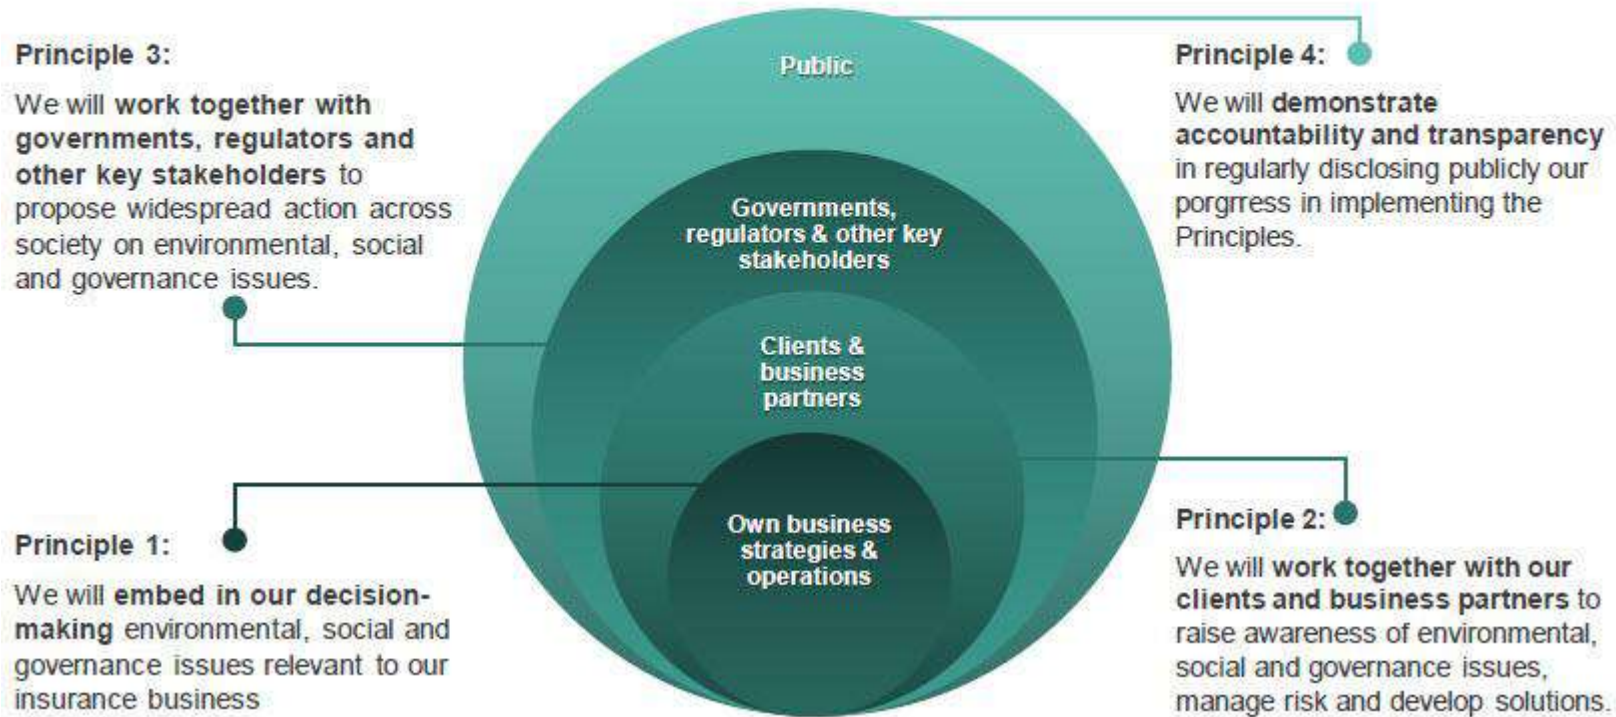 Principle 3:
We will work together with
governments, regulators and
other key stakeholders to
propose widespread action across
society on environmental, social
and governance issues.
Principle 1:
We will embed in our decision-
making environmental, social and
governance issues relevant to our
insurance business
Public
Governments,
regulators & other key
stakeholders
Clients &
business
partners
Own business
strategies &
operations
Principle 4:
We will demonstrate
accountability and transparency
in regularly disclosing publicly our
porgrress in implementing the
Principles.
Principle 2:
We will work together with our
clients and business partners to
raise awareness of environmental,
social and governance issues,
manage risk and develop solutions.